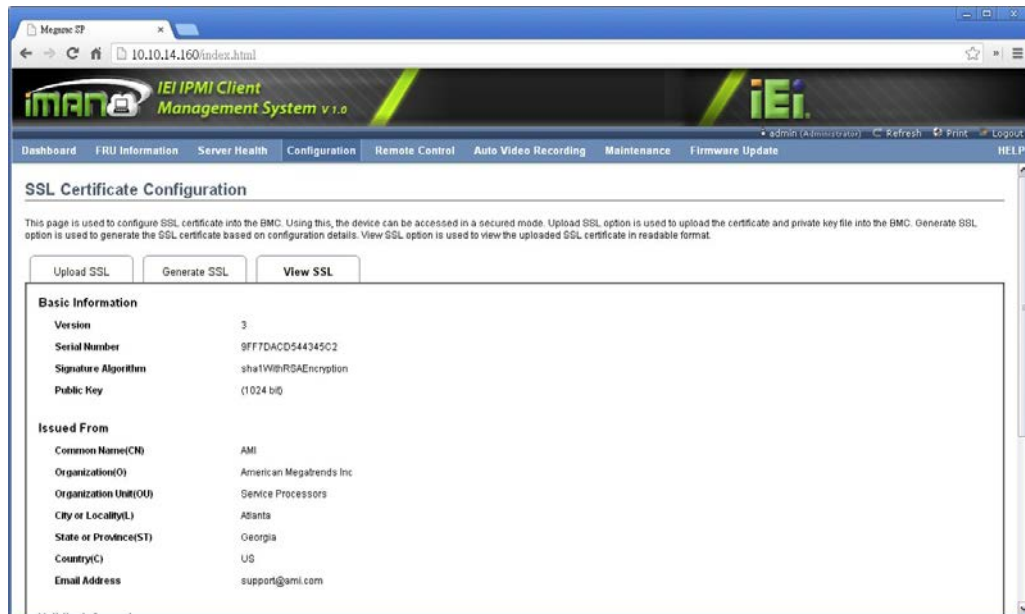 Megarac SP
10.10.14.160/index.html
iMAN
IEI IPMI Client
Management System v 1.0
iEi.
admin (Administrator) Refresh Print Logout
Dashboard FRU Information Server Health Configuration Remote Control Auto Video Recording Maintenance Firmware Update HELP
SSL Certificate Configuration
This page is used to configure SSL certificate into the BMC. Using this, the device can be accessed in a secured mode. Upload SSL option is used to upload the certificate and private key file into the BMC. Generate SSL
option is used to generate the SSL certificate based on configuration details. View SSL option is used to view the uploaded SSL certificate in readable format.
Upload SSL Generate SSL View SSL
Basic Information
Version 3
Serial Number 9FF7DACD544345C2
Signature Algorithm sha1WithRSAEncryption
Public Key (1024 bit)
Issued From
Common Name(CN) AMI
Organization(O) American Megatrends Inc
Organization Unit(OU) Service Processors
City or Locality(L) Atlanta
State or Province(ST) Georgia
Country(C) US
Email Address support@ami.com